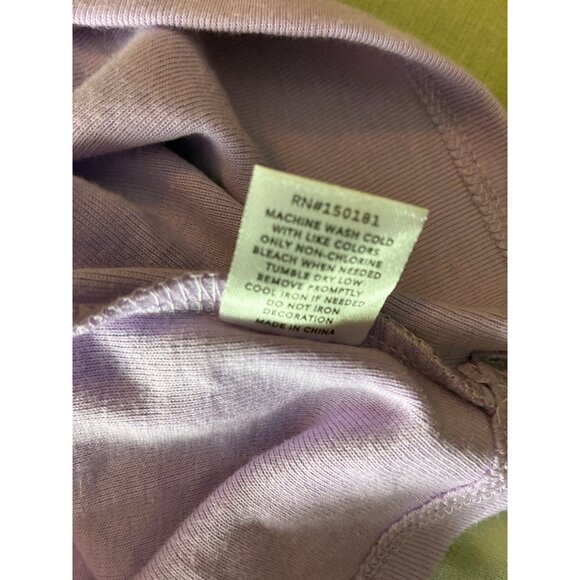 RN#150181
MACHINE WASH COLD
WITH LIKE COLORS
ONLY NON-CHLORINE
BLEACH WHEN NEEDED
TUMBLE DRY LOW
REMOVE PROMPTLY
COOL IRON IF NEEDED
DO NOT IRON
DECORATION
MADE IN CHINA